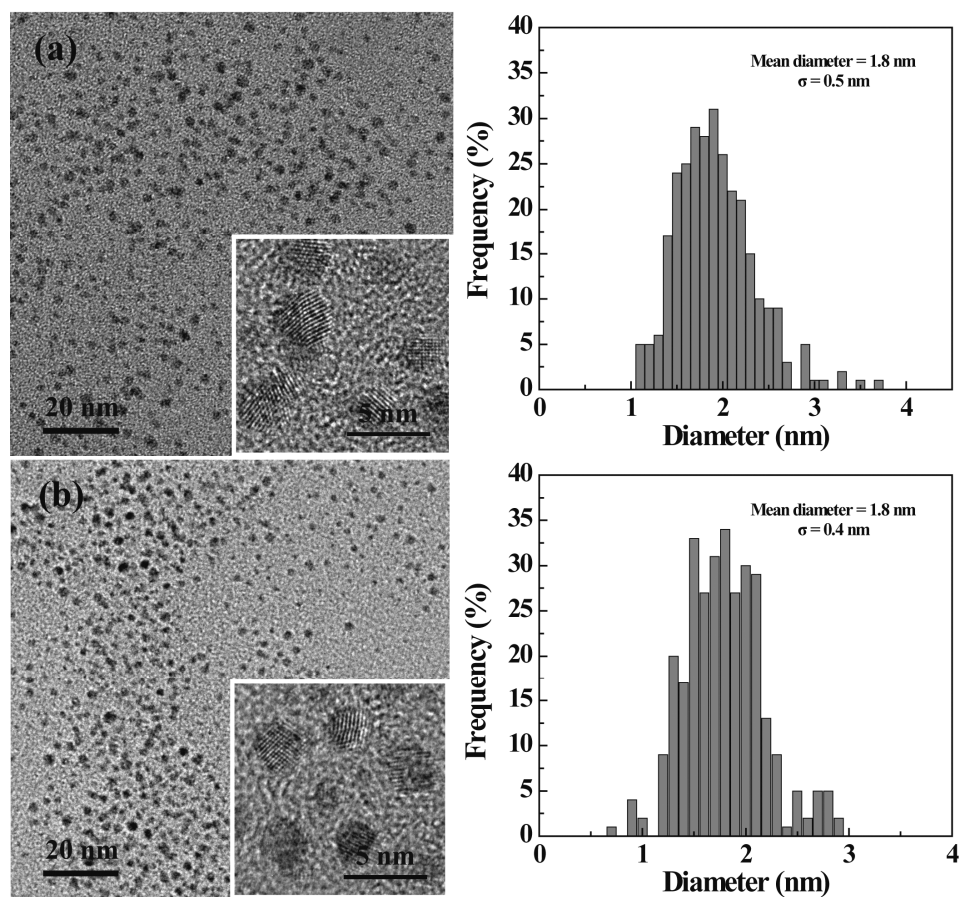 (a)
20 nm
5 nm
40
35
30
25
20
15
10
5
0
Frequency (%)
Mean diameter = 1.8 nm
σ = 0.5 nm
0 1 2 3 4
Diameter (nm)
(b)
20 nm
5 nm
40
35
30
25
20
15
10
5
0
Frequency (%)
Mean diameter = 1.8 nm
σ = 0.4 nm
0 1 2 3 4
Diameter (nm)